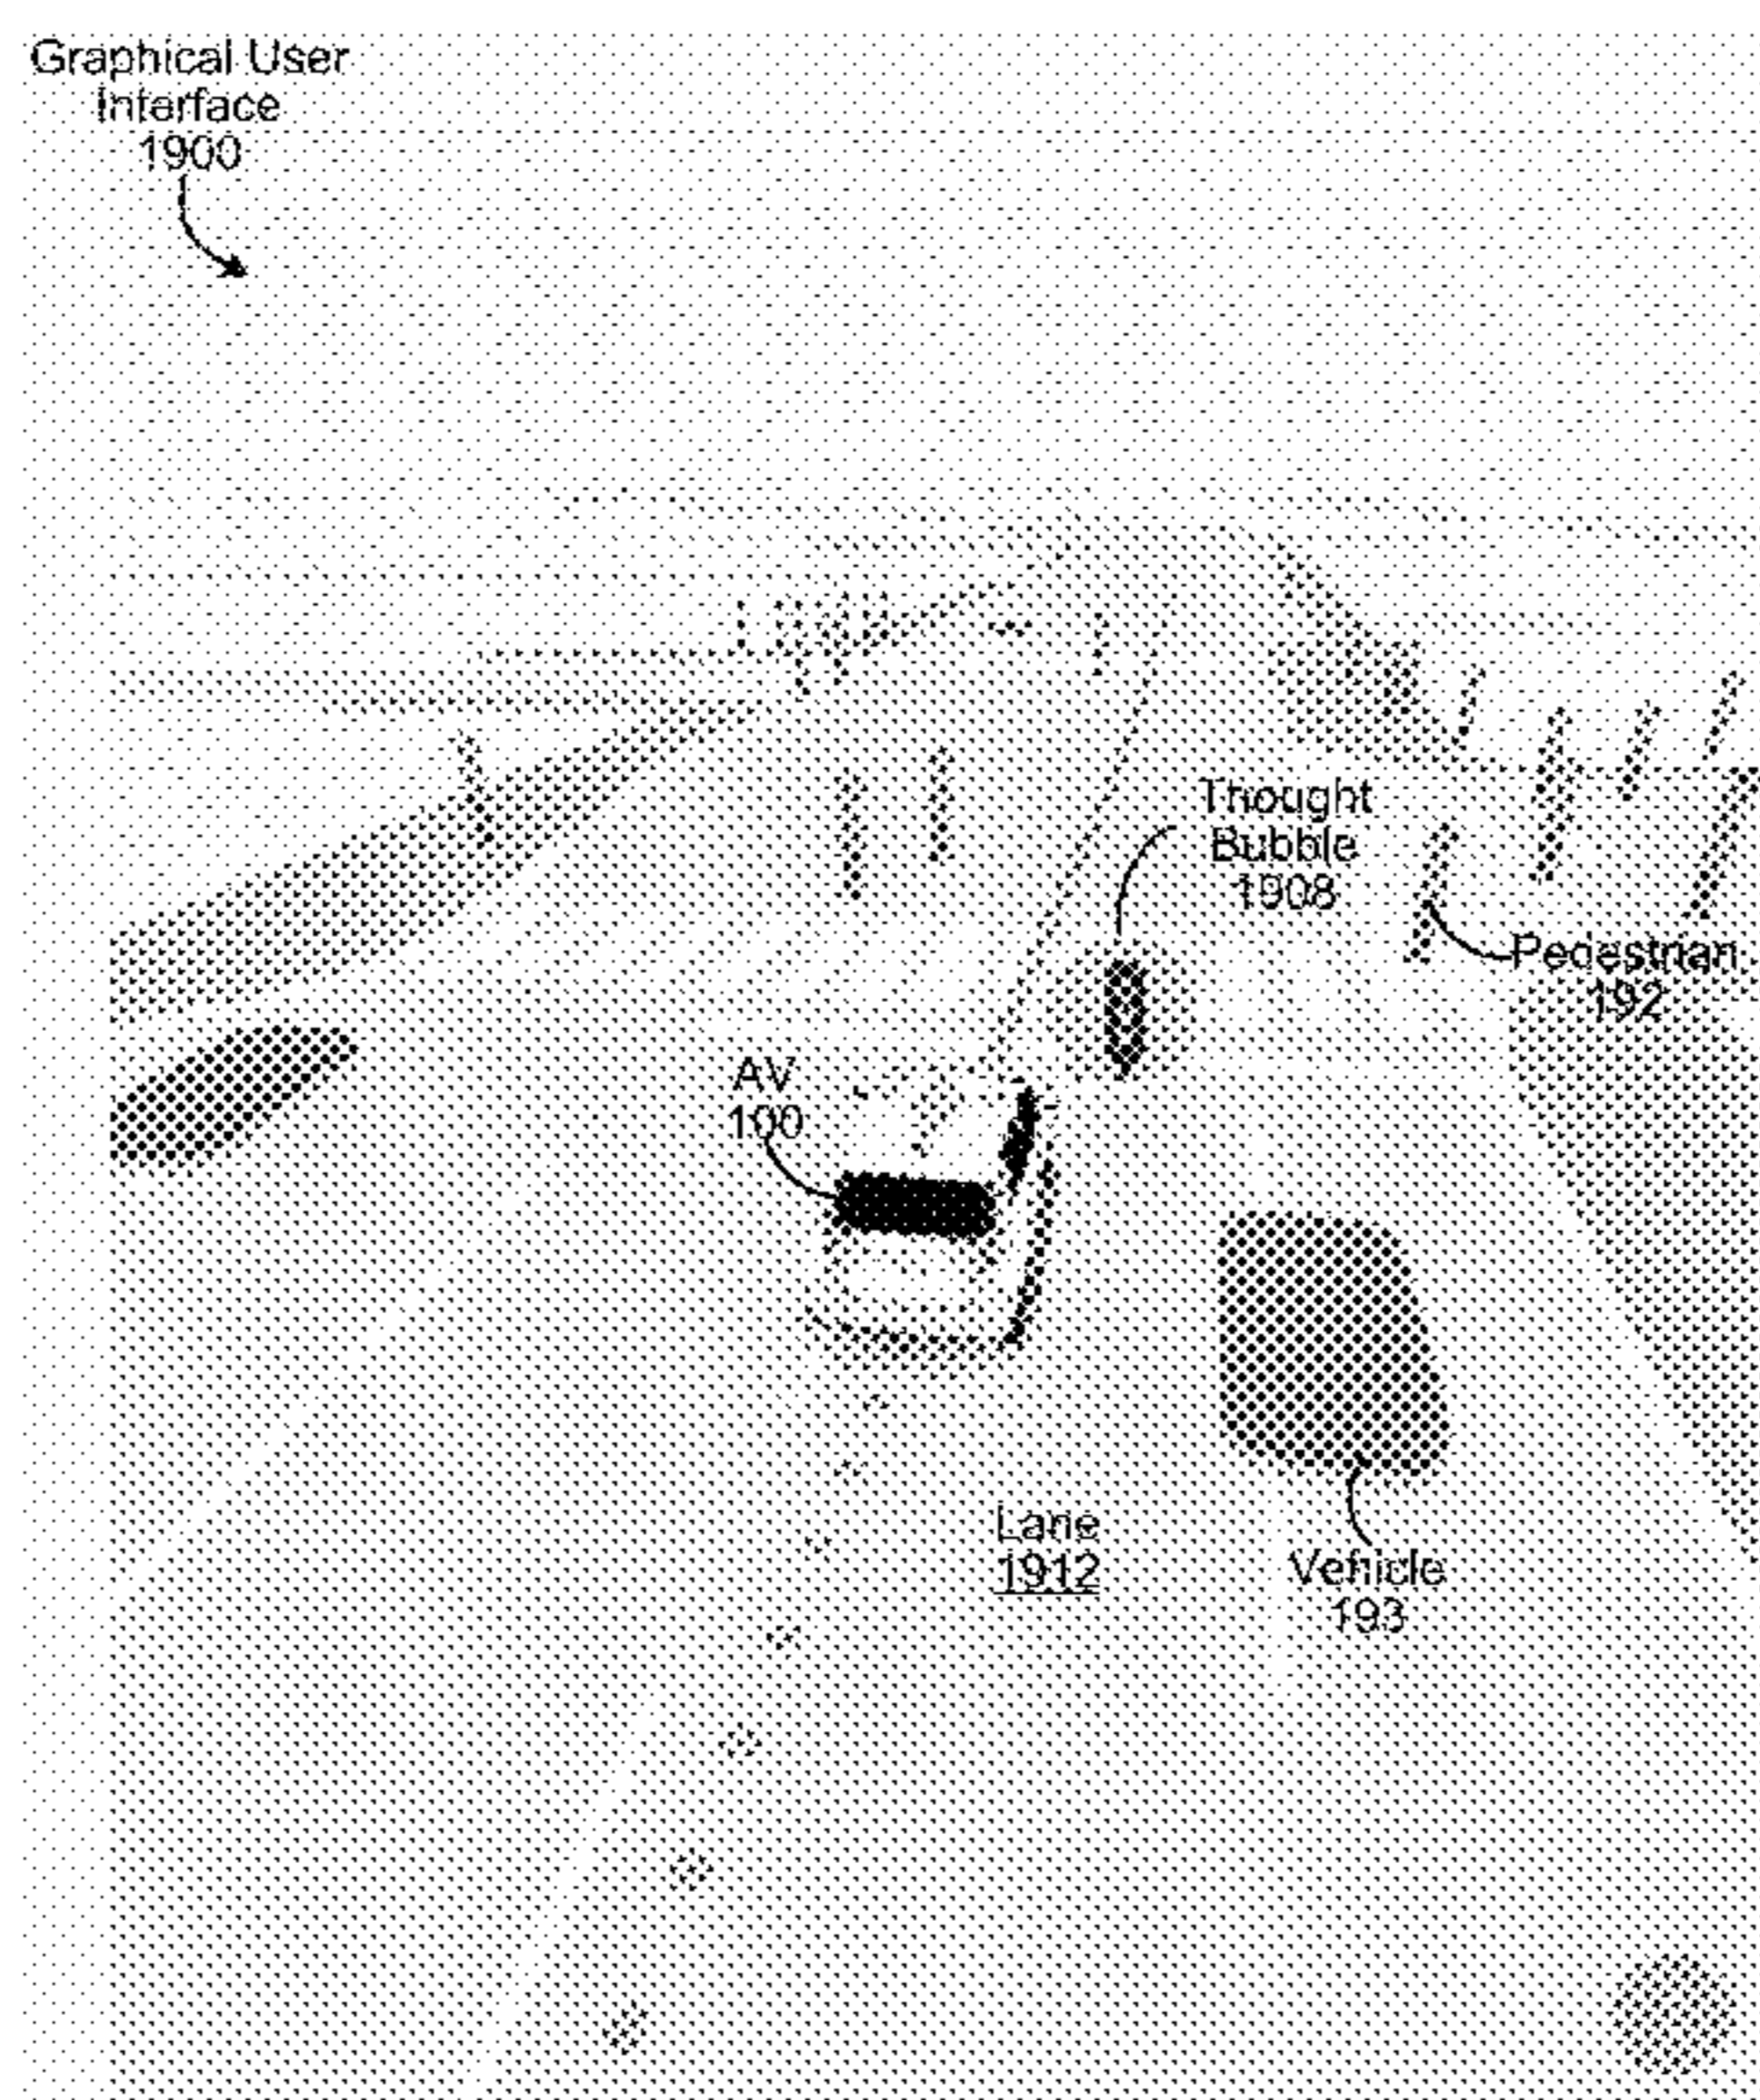 Graphical User
Interface
1900
Thought
Bubble
1908
Pedestrian
192
AV
100
Lane
1912
Vehicle
193